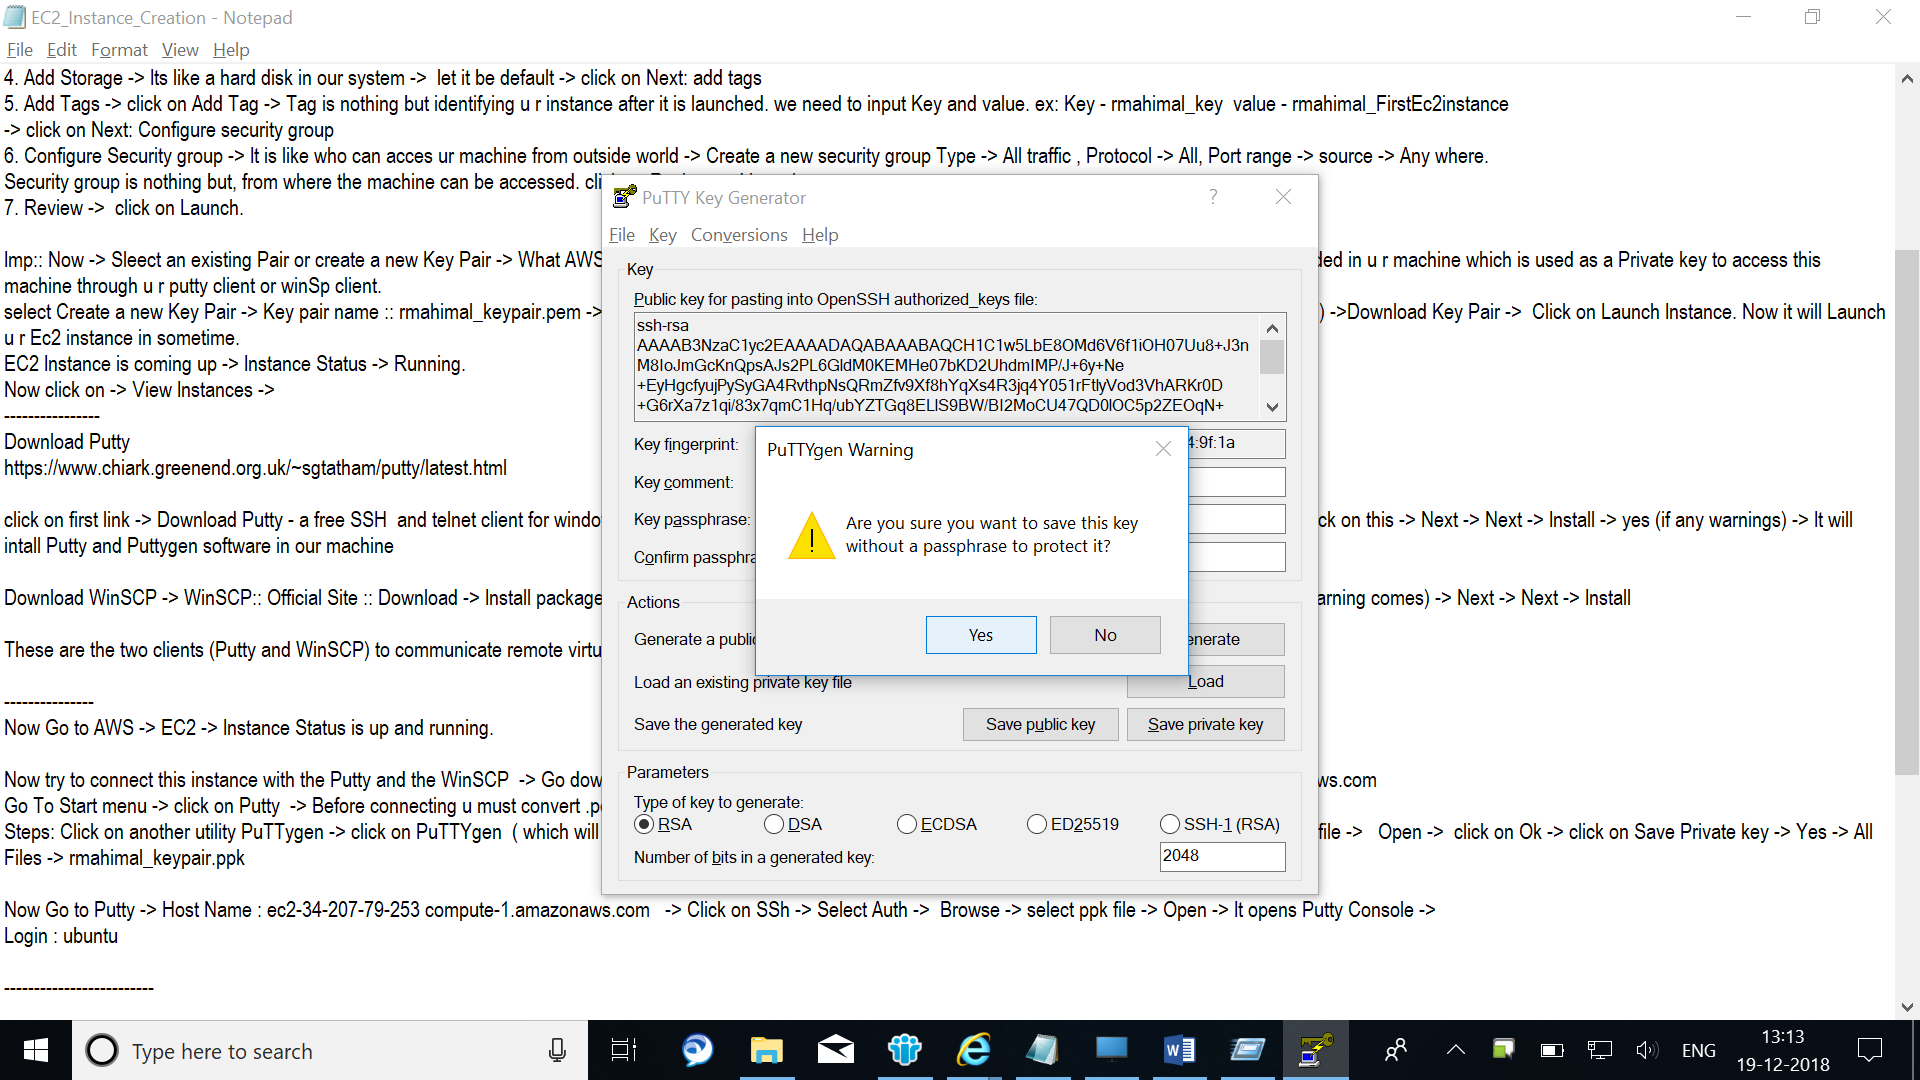 EC2_Instance_Creation - Notepad
File Edit Format View Help
4. Add Storage -> Its like a hard disk in our system -> let it be default -> click on Next: add tags
5. Add Tags -> click on Add Tag -> Tag is nothing but identifying u r instance after it is launched. we need to input Key and value. ex: Key - rmahimal_key value - rmahimal_FirstEc2instance
-> click on Next: Configure security group
6. Configure Security group -> It is like who can acces ur machine from outside world -> Create a new security group Type -> All traffic , Protocol -> All, Port range -> source -> Any where.
Security group is nothing but, from where the machine can be accessed.
7. Review -> click on Launch.
Imp:: Now -> Sleect an existing Pair or create a new Key Pair -> What AWS
ded in u r machine which is used as a Private key to access this
machine through u r putty client or winSp client.
select Create a new Key Pair -> Key pair name :: rmahimal_keypair.pem ->
) ->Download Key Pair -> Click on Launch Instance. Now it will Launch
u r Ec2 instance in sometime.
EC2 Instance is coming up -> Instance Status -> Running.
Now click on -> View Instances ->
----------------
Download Putty
https://www.chiark.greenend.org.uk/~sgtatham/putty/latest.html
click on first link -> Download Putty - a free SSH and telnet client for windo
ck on this -> Next -> Next -> Install -> yes (if any warnings) -> It will
intall Putty and Puttygen software in our machine
Download WinSCP -> WinSCP:: Official Site :: Download -> Install package
arning comes) -> Next -> Next -> Install
These are the two clients (Putty and WinSCP) to communicate remote virtu
---------------
Now Go to AWS -> EC2 -> Instance Status is up and running.
Now try to connect this instance with the Putty and the WinSCP -> Go dow
ws.com
Go To Start menu -> click on Putty -> Before connecting u must convert .p
Steps: Click on another utility PuTTygen -> click on PuTTYgen ( which will
file -> Open -> click on Ok -> click on Save Private key -> Yes -> All
Files -> rmahimal_keypair.ppk
Now Go to Putty -> Host Name : ec2-34-207-79-253 compute-1.amazonaws.com -> Click on SSh -> Select Auth -> Browse -> select ppk file -> Open -> It opens Putty Console ->
Login : ubuntu
-------------------------
PuTTY Key Generator
?
File Key Conversions Help
Key
Public key for pasting into OpenSSH authorized_keys file:
ssh-rsa
AAAAB3NzaC1yc2EAAAADAQABAAABAQCH1C1w5LbE8OMd6V6f1iOH07Uu8+J3n
M8IoJmGcKnQpsAJs2PL6GldM0KEMHe07bKD2UhdmIMP/J+6y+Ne
+EyHgcfyujPySyGA4RvthpNsQRmZfv9Xf8hYqXs4R3jq4Y051rFtlyVod3VhARKr0D
+G6rXa7z1qi/83x7qmC1Hq/ubYZTGq8ELIS9BW/BI2MoCU47QD0lOC5p2ZEOqN+
Key fingerprint:
4:9f:1a
Key comment:
Key passphrase:
Confirm passphra
PuTTYgen Warning
Are you sure you want to save this key
without a passphrase to protect it?
Yes No
Actions
Generate a public
enerate
Load an existing private key file
Load
Save the generated key
Save public key
Save private key
Parameters
Type of key to generate:
RSA DSA ECDSA ED25519 SSH-1 (RSA)
Number of bits in a generated key:
2048
Type here to search
ENG
13:13
19-12-2018